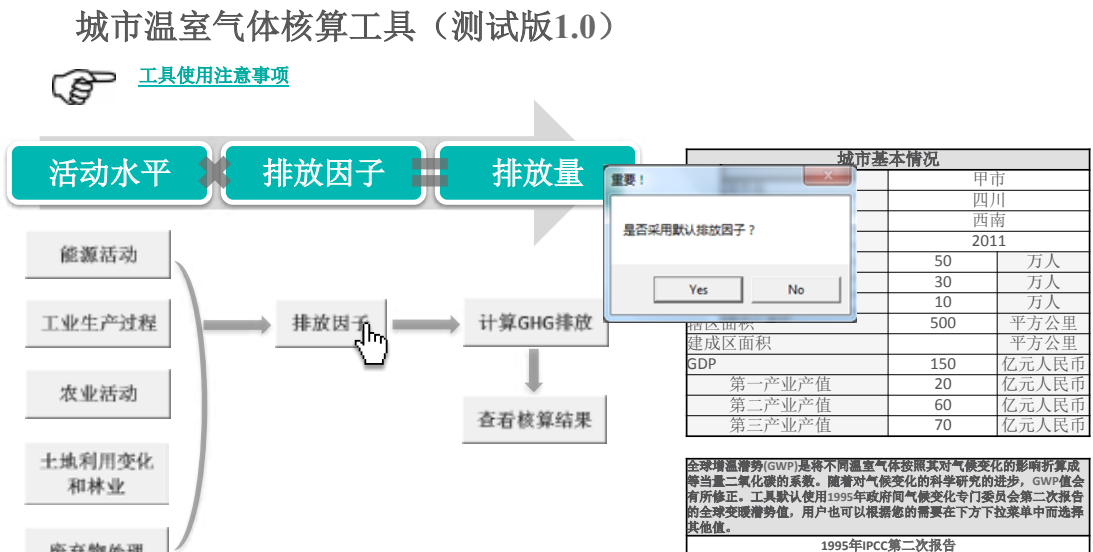 城市温室气体核算工具（测试版1.0）
工具使用注意事项
活动水平
排放因子
排放量
能源活动
工业生产过程
农业活动
土地利用变化
和林业
废弃物处理
排放因子
计算GHG排放
查看核算结果
重要！
是否采用默认排放因子？
Yes
No
城市基本情况
甲市
四川
西南
2011
50 万人
30 万人
10 万人
辖区面积 500 平方公里
建成区面积 平方公里
GDP 150 亿元人民币
第一产业产值 20 亿元人民币
第二产业产值 60 亿元人民币
第三产业产值 70 亿元人民币
全球增温潜势(GWP)是将不同温室气体按照其对气候变化的影响折算成
等当量二氧化碳的系数。随着对气候变化的科学研究的进步，GWP值会
有所修正。工具默认使用1995年政府间气候变化专门委员会第二次报告
的全球变暖潜势值，用户也可以根据您的需要在下方下拉菜单中而选择
其他值。
1995年IPCC第二次报告